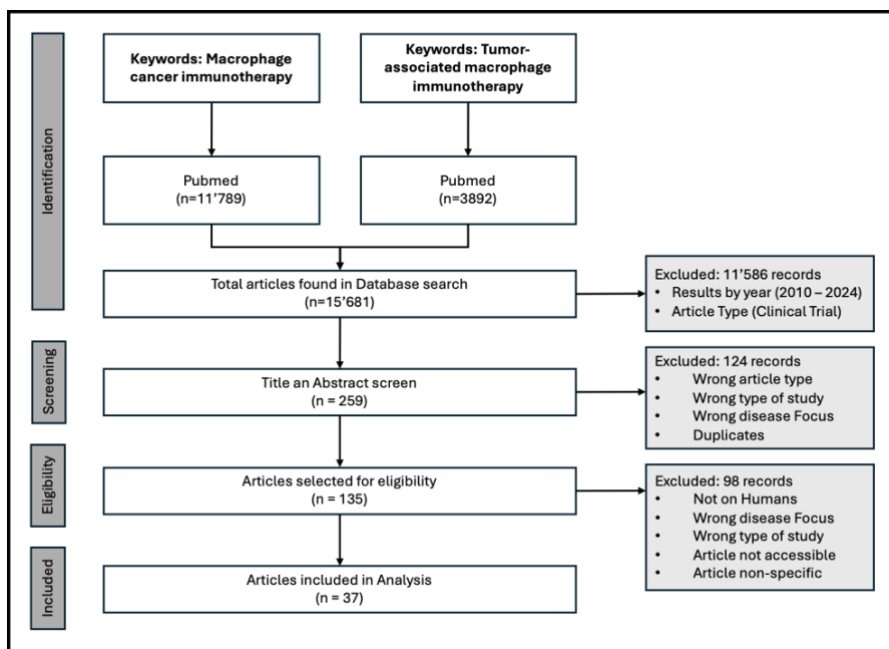 Keywords: Macrophage
cancer immunotherapy
Keywords: Tumor-
associated macrophage
immunotherapy
Identification
Pubmed
(n=11'789)
Pubmed
(n=3892)
Total articles found in Database search
(n=15'681)
Excluded: 11'586 records
• Results by year (2010 – 2024)
• Article Type (Clinical Trial)
Screening
Title an Abstract screen
(n = 259)
Excluded: 124 records
• Wrong article type
• Wrong type of study
• Wrong disease Focus
• Duplicates
Eligibility
Articles selected for eligibility
(n = 135)
Excluded: 98 records
• Not on Humans
• Wrong disease Focus
• Wrong type of study
• Article not accessible
• Article non-specific
Included
Articles included in Analysis
(n = 37)